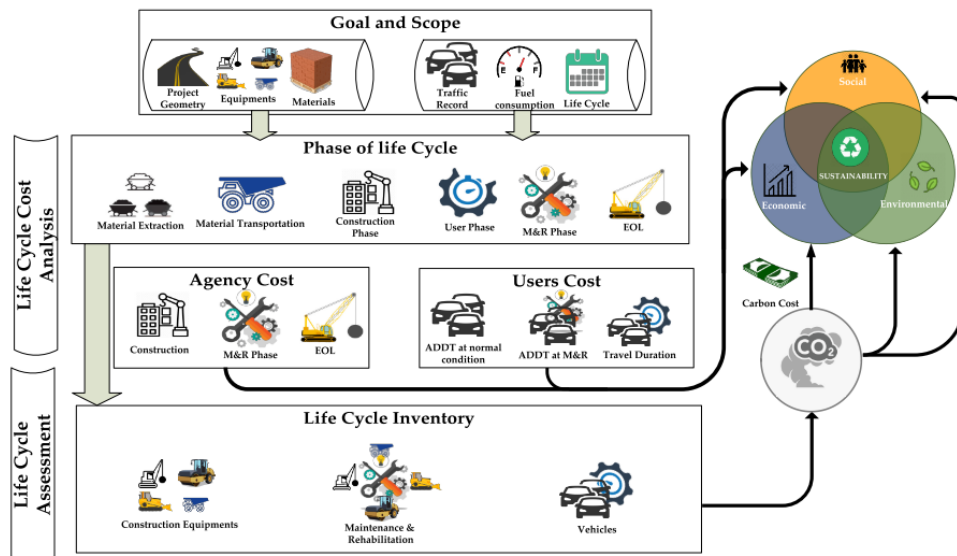 Goal and Scope
Project
Geometry
Equipments
Materials
Traffic
Record
E
F
Fuel
consumption
Life Cycle
Life Cycle Cost
Analysis
Phase of life Cycle
Material Extraction
Material Transportation
Construction
Phase
User Phase
M&R Phase
EOL
Agency Cost
Construction
M&R Phase
EOL
Users Cost
ADDT at normal
condition
ADDT at M&R
Travel Duration
Life Cycle
Assessment
Life Cycle Inventory
Construction Equipments
Maintenance &
Rehabilitation
Vehicles
Social
SUSTAINABILITY
Economic
Environmental
Carbon Cost
CO2